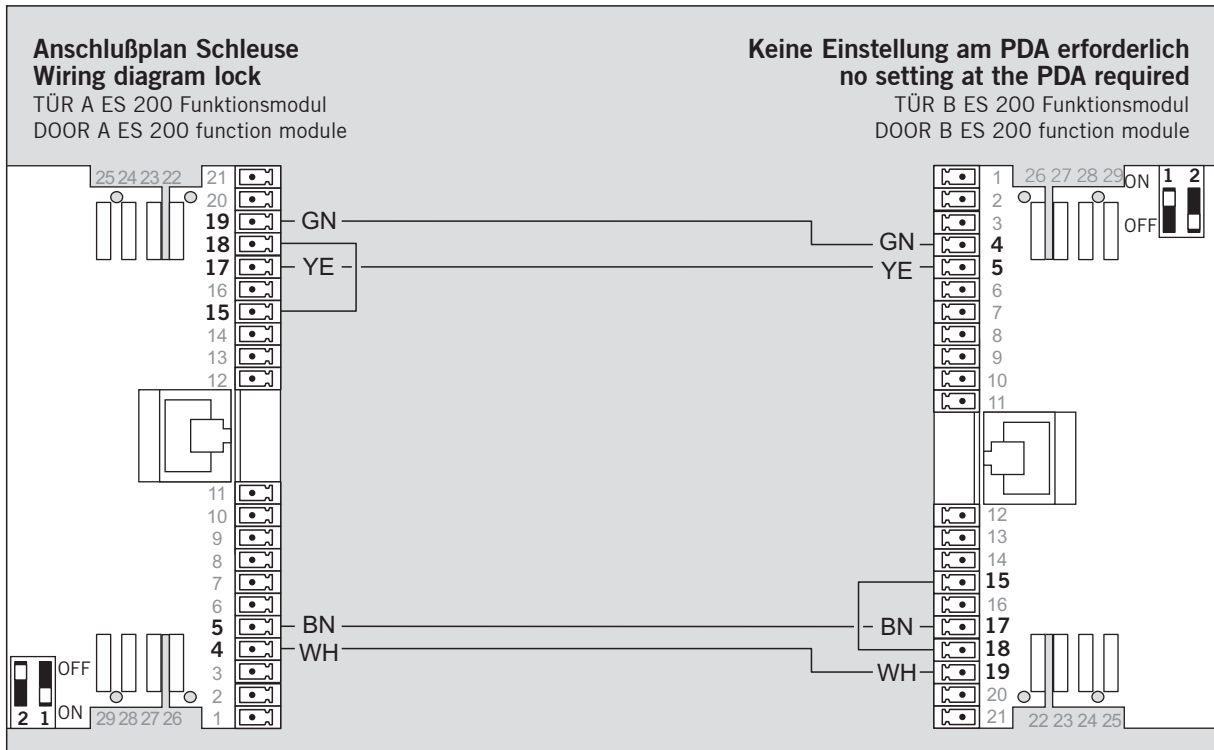 Anschlußplan Schleuse
Wiring diagram lock
TÜR A ES 200 Funktionsmodul
DOOR A ES 200 function module
Keine Einstellung am PDA erforderlich
no setting at the PDA required
TÜR B ES 200 Funktionsmodul
DOOR B ES 200 function module
25 24 23 22
21
20
19
18
17
16
15
14
13
12
11
10
9
8
7
6
5
4
3
2
1
GN
YE
BN
WH
OFF
ON
2 1
29 28 27 26
GN
YE
BN
WH
1
2
3
4
5
6
7
8
9
10
11
12
13
14
15
16
17
18
19
20
21
26 27 28 29
ON
OFF
1 2
22 23 24 25